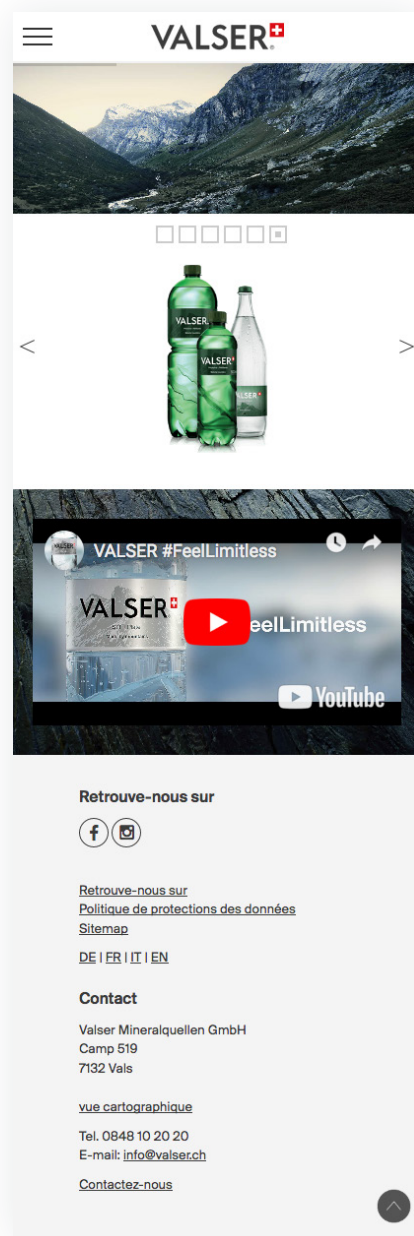 VALSER
<
VALSER
VALSER
VALSER
>
VALSER #FeelLimitless
VALSER
eelLimitless
YouTube
Retrouve-nous sur
Retrouve-nous sur
Politique de protections des données
Sitemap
DE | FR | IT | EN
Contact
Valser Mineralquellen GmbH
Camp 519
7132 Vals
vue cartographique
Tel. 0848 10 20 20
E-mail: info@valser.ch
Contactez-nous